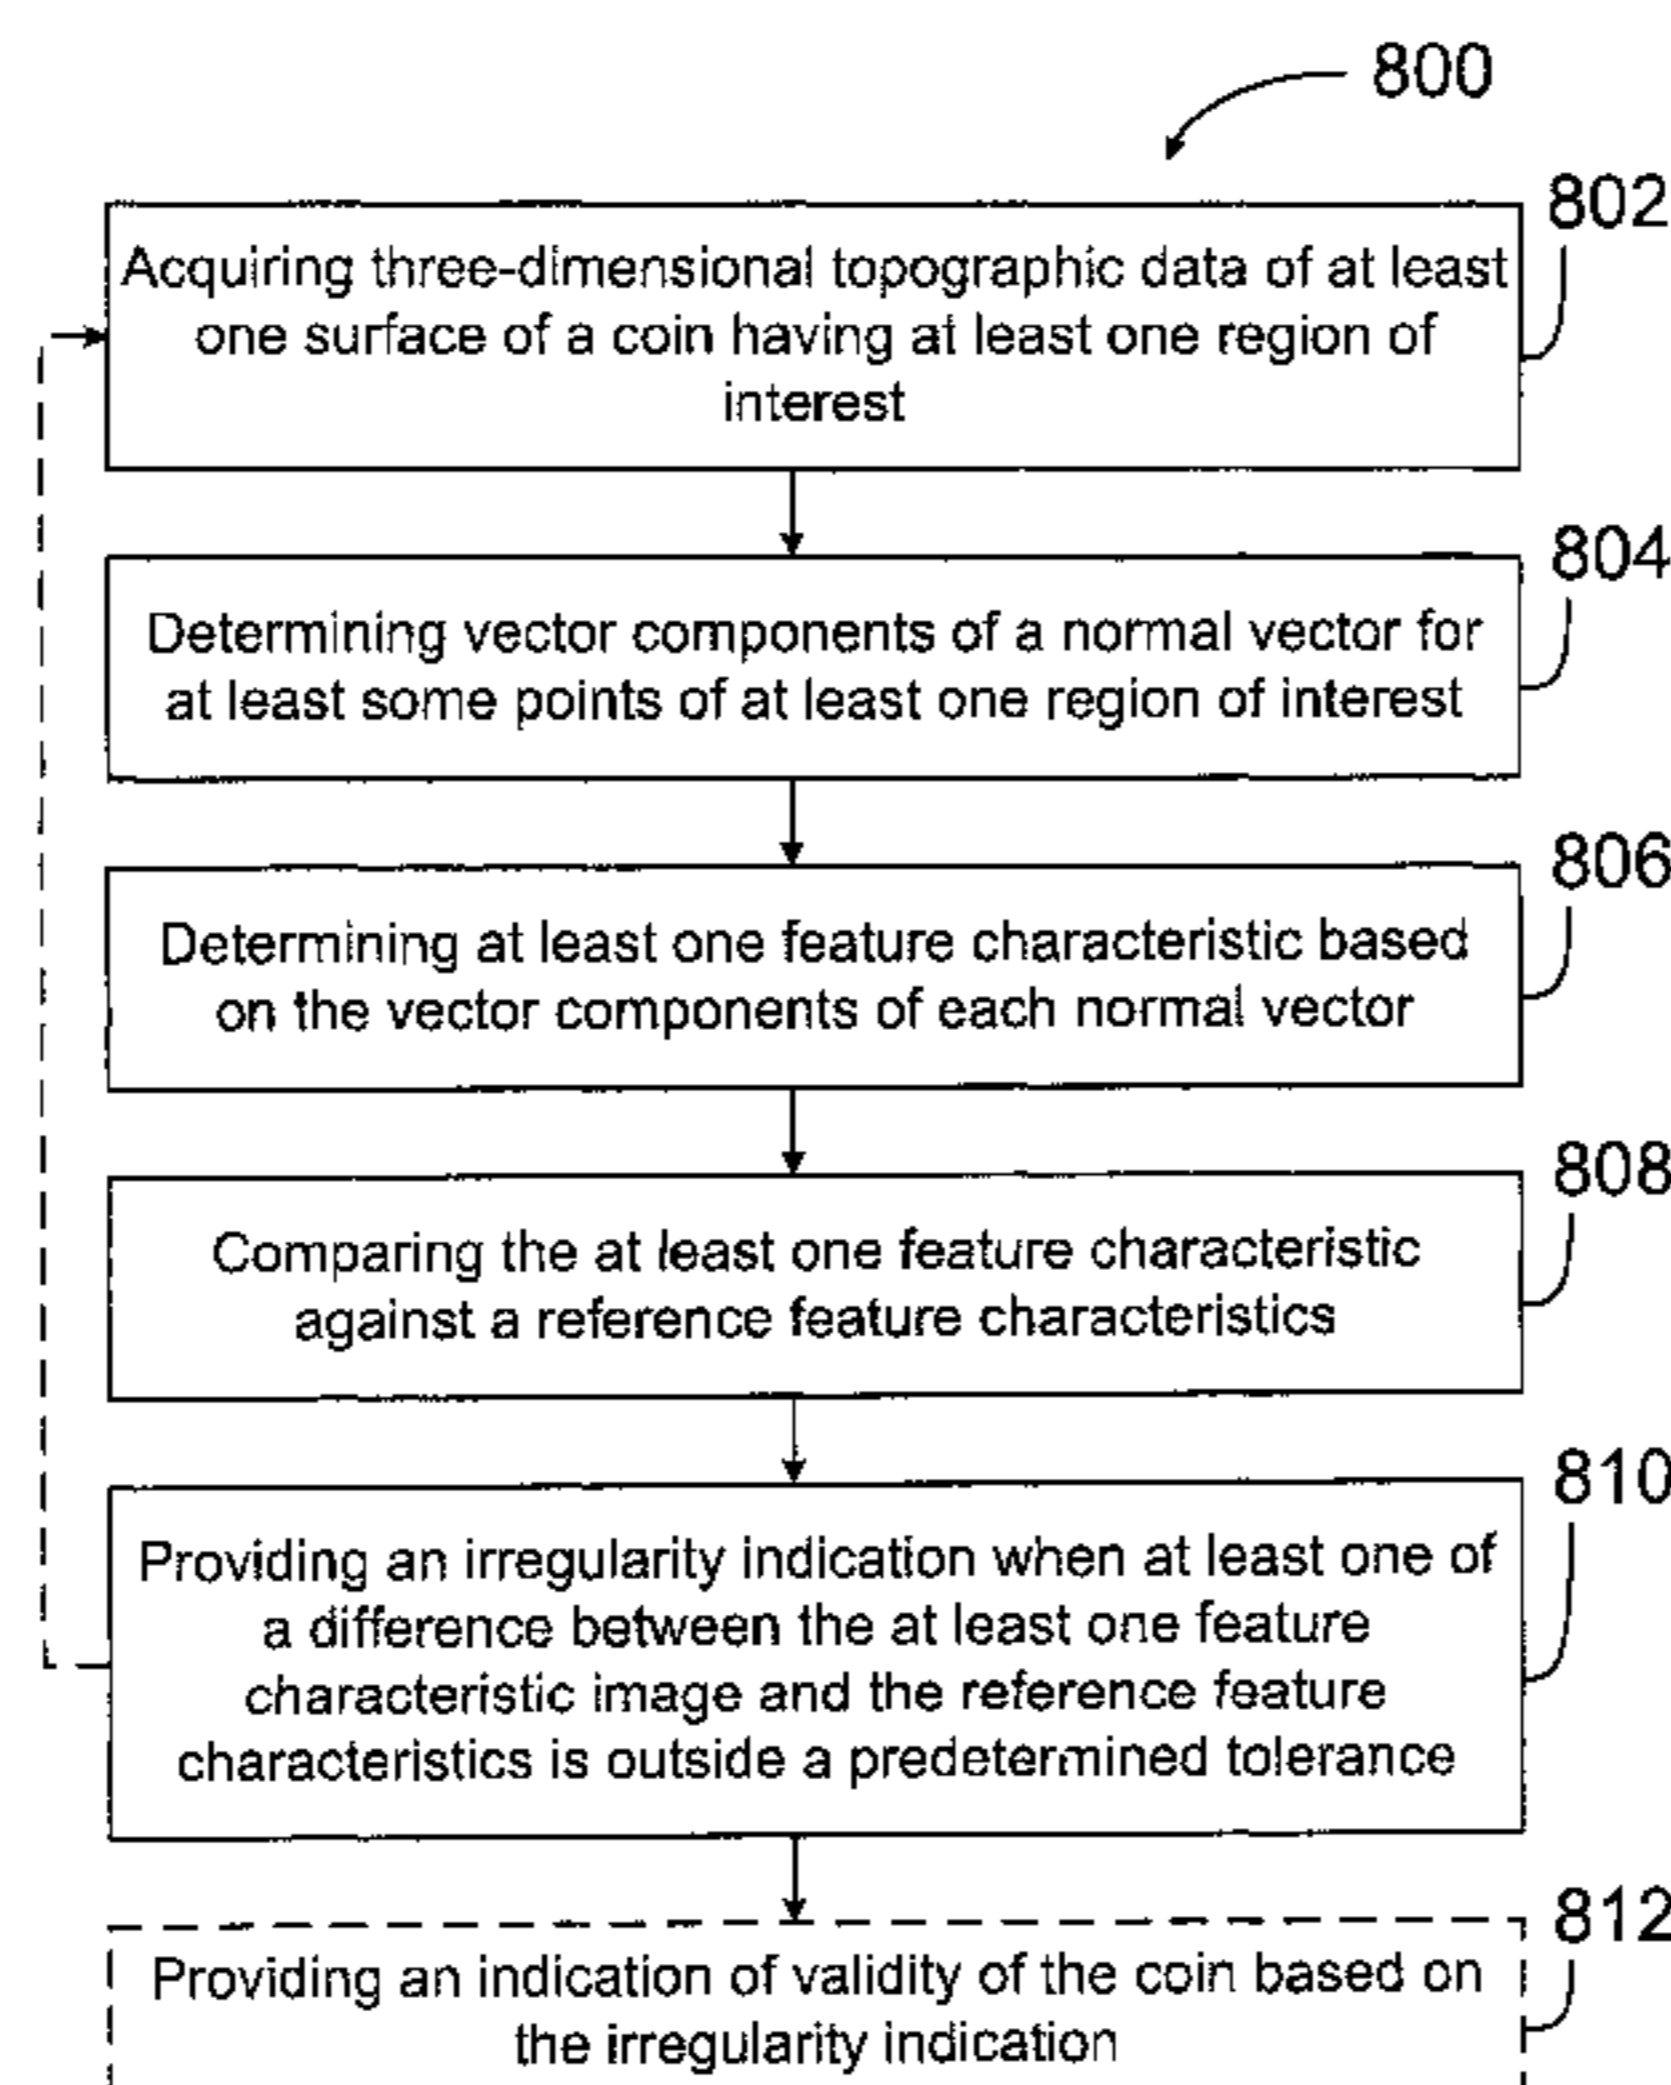 800
802
Acquiring three-dimensional topographic data of at least
one surface of a coin having at least one region of
interest
804
Determining vector components of a normal vector for
at least some points of at least one region of interest
806
Determining at least one feature characteristic based
on the vector components of each normal vector
808
Comparing the at least one feature characteristic
against a reference feature characteristics
810
Providing an irregularity indication when at least one of
a difference between the at least one feature
characteristic image and the reference feature
characteristics is outside a predetermined tolerance
812
Providing an indication of validity of the coin based on
the irregularity indication